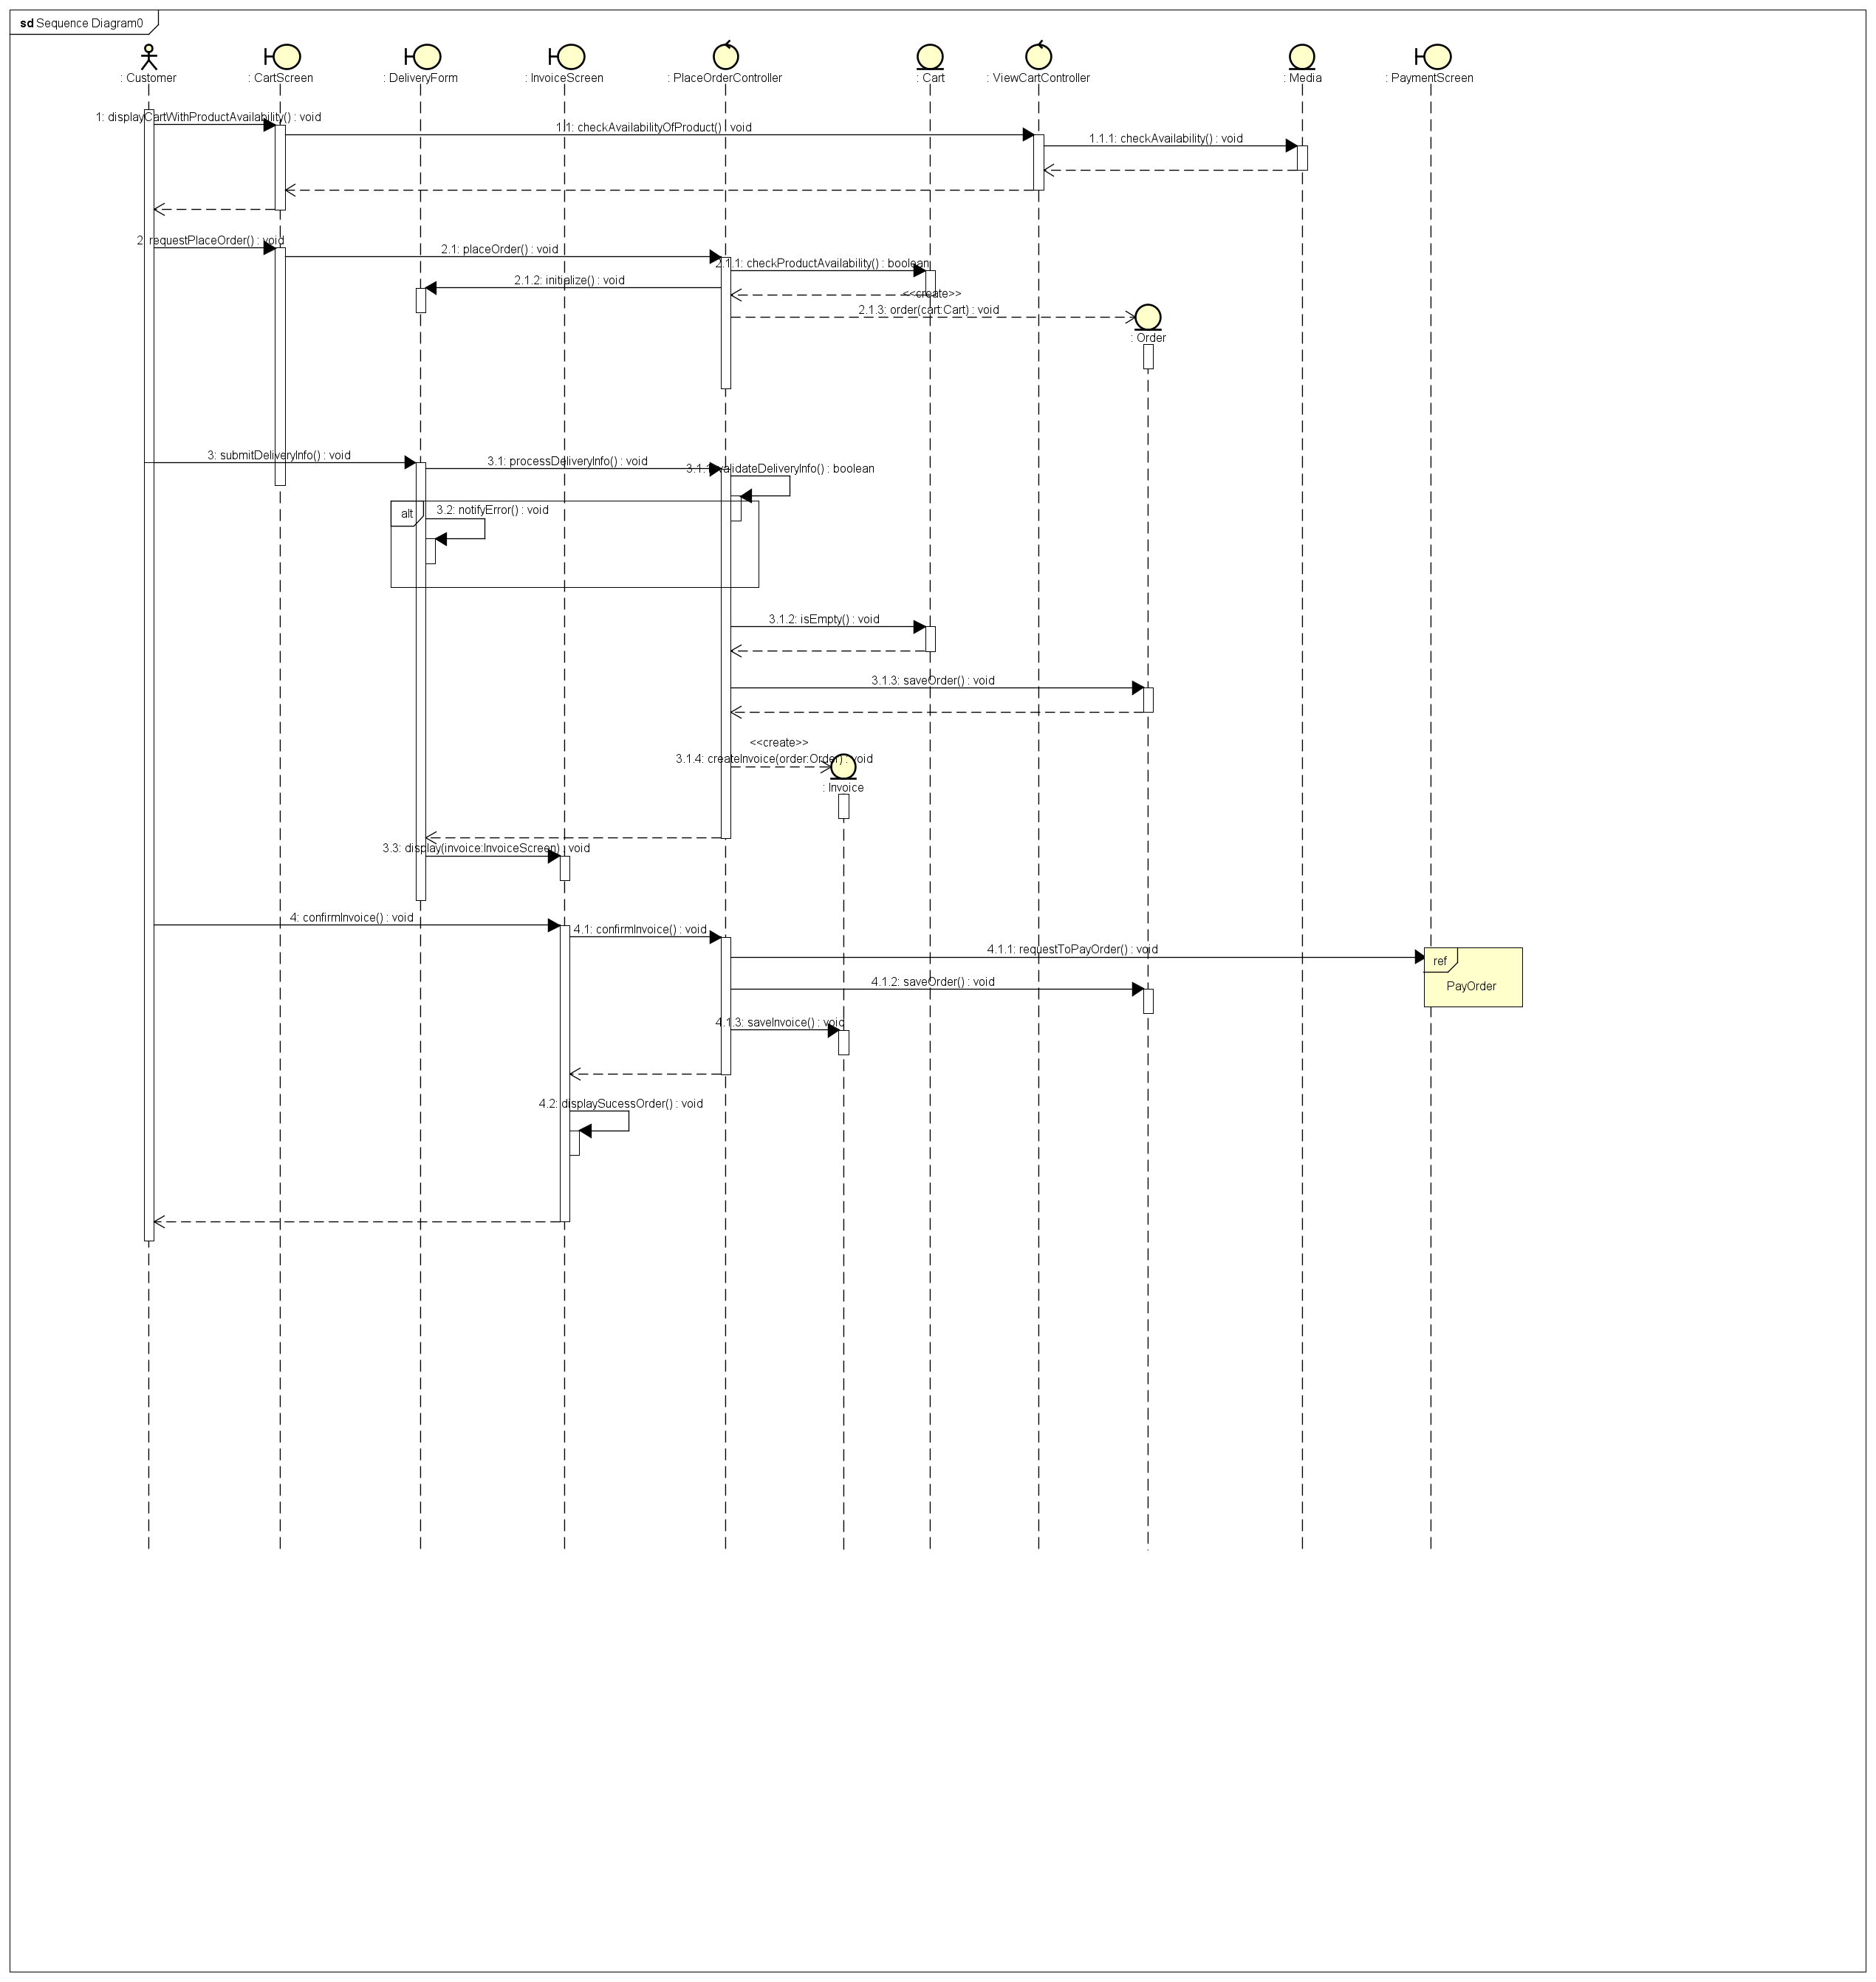 sd Sequence Diagram0
: Customer
: CartScreen
: DeliveryForm
: InvoiceScreen
: PlaceOrderController
: Cart
: ViewCartController
: Media
: PaymentScreen
1: displayCartWithProductAvailability() : void
1.1: checkAvailabilityOfProduct() : void
1.1.1: checkAvailability() : void
2: requestPlaceOrder() : void
2.1: placeOrder() : void
2.1.1: checkProductAvailability() : boolean
2.1.2: initialize() : void
<<create>>
2.1.3: order(cart:Cart) : void
: Order
3: submitDeliveryInfo() : void
3.1: processDeliveryInfo() : void
3.1.1: validateDeliveryInfo() : boolean
alt
3.2: notifyError() : void
3.1.2: isEmpty() : void
3.1.3: saveOrder() : void
<<create>>
3.1.4: createInvoice(order:Order) : void
: Invoice
3.3: display(invoice:InvoiceScreen) : void
4: confirmInvoice() : void
4.1: confirmInvoice() : void
4.1.1: requestToPayOrder() : void
ref
PayOrder
4.1.2: saveOrder() : void
4.1.3: saveInvoice() : void
4.2: displaySucessOrder() : void